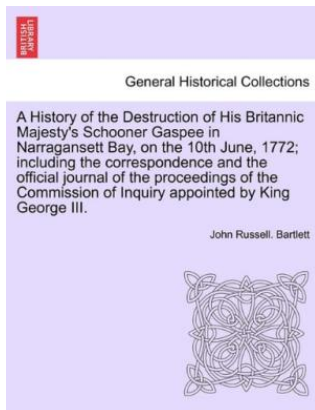 BRITISH
LIBRARY
General Historical Collections
A History of the Destruction of His Britannic
Majesty's Schooner Gaspee in
Narragansett Bay, on the 10th June, 1772;
including the correspondence and the
official journal of the proceedings of the
Commission of Inquiry appointed by King
George III.
John Russell. Bartlett